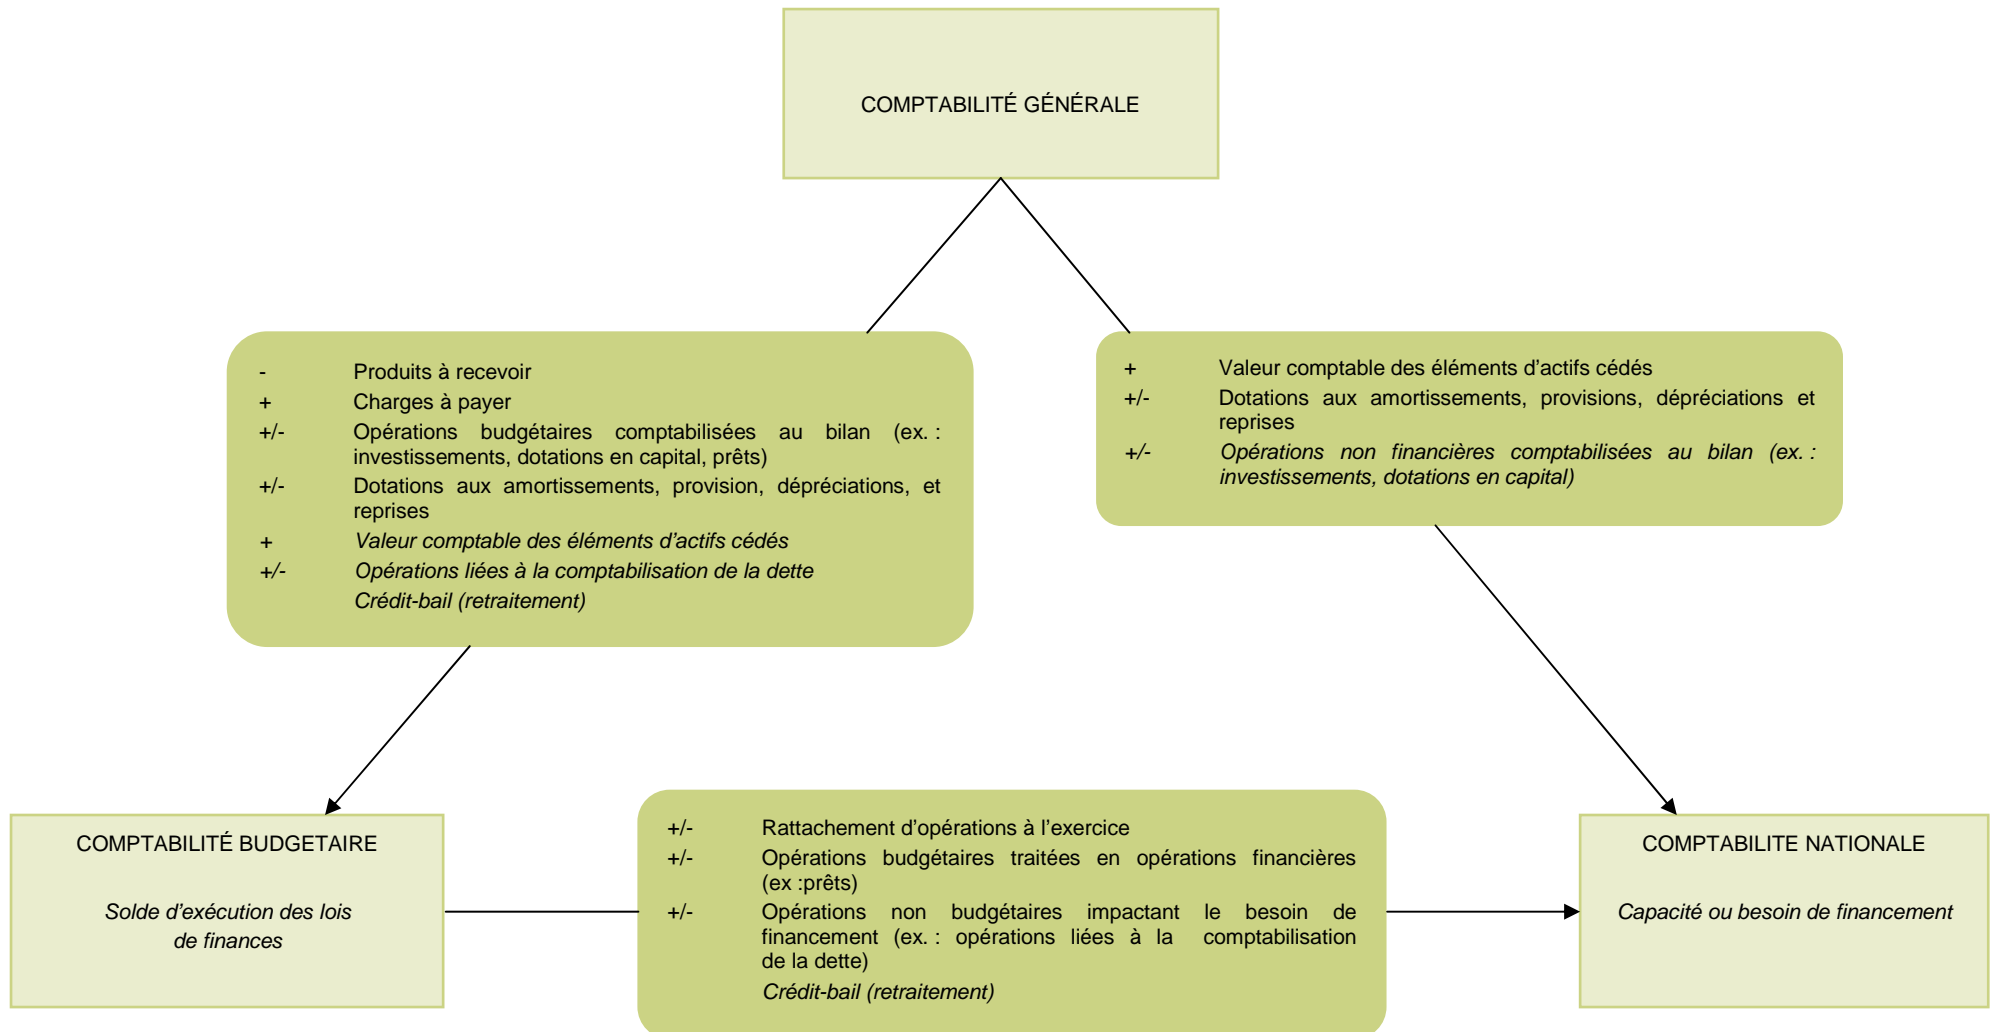 COMPTABILITÉ GÉNÉRALE
- Produits à recevoir
+ Charges à payer
+/- Opérations budgétaires comptabilisées au bilan (ex. :
investissements, dotations en capital, prêts)
+/- Dotations aux amortissements, provision, dépréciations, et
reprises
+ Valeur comptable des éléments d’actifs cédés
+/- Opérations liées à la comptabilisation de la dette
Crédit-bail (retraitement)
+ Valeur comptable des éléments d’actifs cédés
+/- Dotations aux amortissements, provisions, dépréciations et
reprises
+/- Opérations non financières comptabilisées au bilan (ex. :
investissements, dotations en capital)
COMPTABILITÉ BUDGETAIRE
Solde d’exécution des lois
de finances
+/- Rattachement d’opérations à l’exercice
+/- Opérations budgétaires traitées en opérations financières
(ex :prêts)
+/- Opérations non budgétaires impactant le besoin de
financement (ex. : opérations liées à la comptabilisation
de la dette)
Crédit-bail (retraitement)
COMPTABILITE NATIONALE
Capacité ou besoin de financement